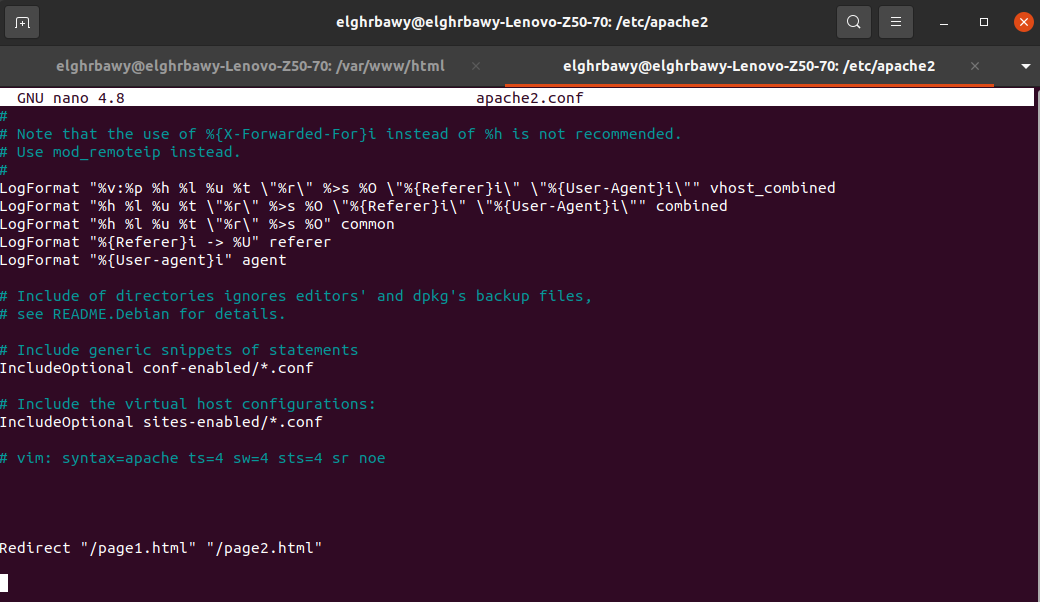 elghrbawy@elghrbawy-Lenovo-Z50-70: /etc/apache2
elghrbawy@elghrbawy-Lenovo-Z50-70: /var/www/html
elghrbawy@elghrbawy-Lenovo-Z50-70: /etc/apache2
GNU nano 4.8 apache2.conf
#
# Note that the use of %{X-Forwarded-For}i instead of %h is not recommended.
# Use mod_remoteip instead.
#
LogFormat "%v:%p %h %l %u %t \"%r\" %>s %O \"%{Referer}i\" \"%{User-Agent}i\"" vhost_combined
LogFormat "%h %l %u %t \"%r\" %>s %O \"%{Referer}i\" \"%{User-Agent}i\"" combined
LogFormat "%h %l %u %t \"%r\" %>s %O" common
LogFormat "%{Referer}i -> %U" referer
LogFormat "%{User-agent}i" agent
# Include of directories ignores editors' and dpkg's backup files,
# see README.Debian for details.
# Include generic snippets of statements
IncludeOptional conf-enabled/*.conf
# Include the virtual host configurations:
IncludeOptional sites-enabled/*.conf
# vim: syntax=apache ts=4 sw=4 sts=4 sr noe
Redirect "/page1.html" "/page2.html"